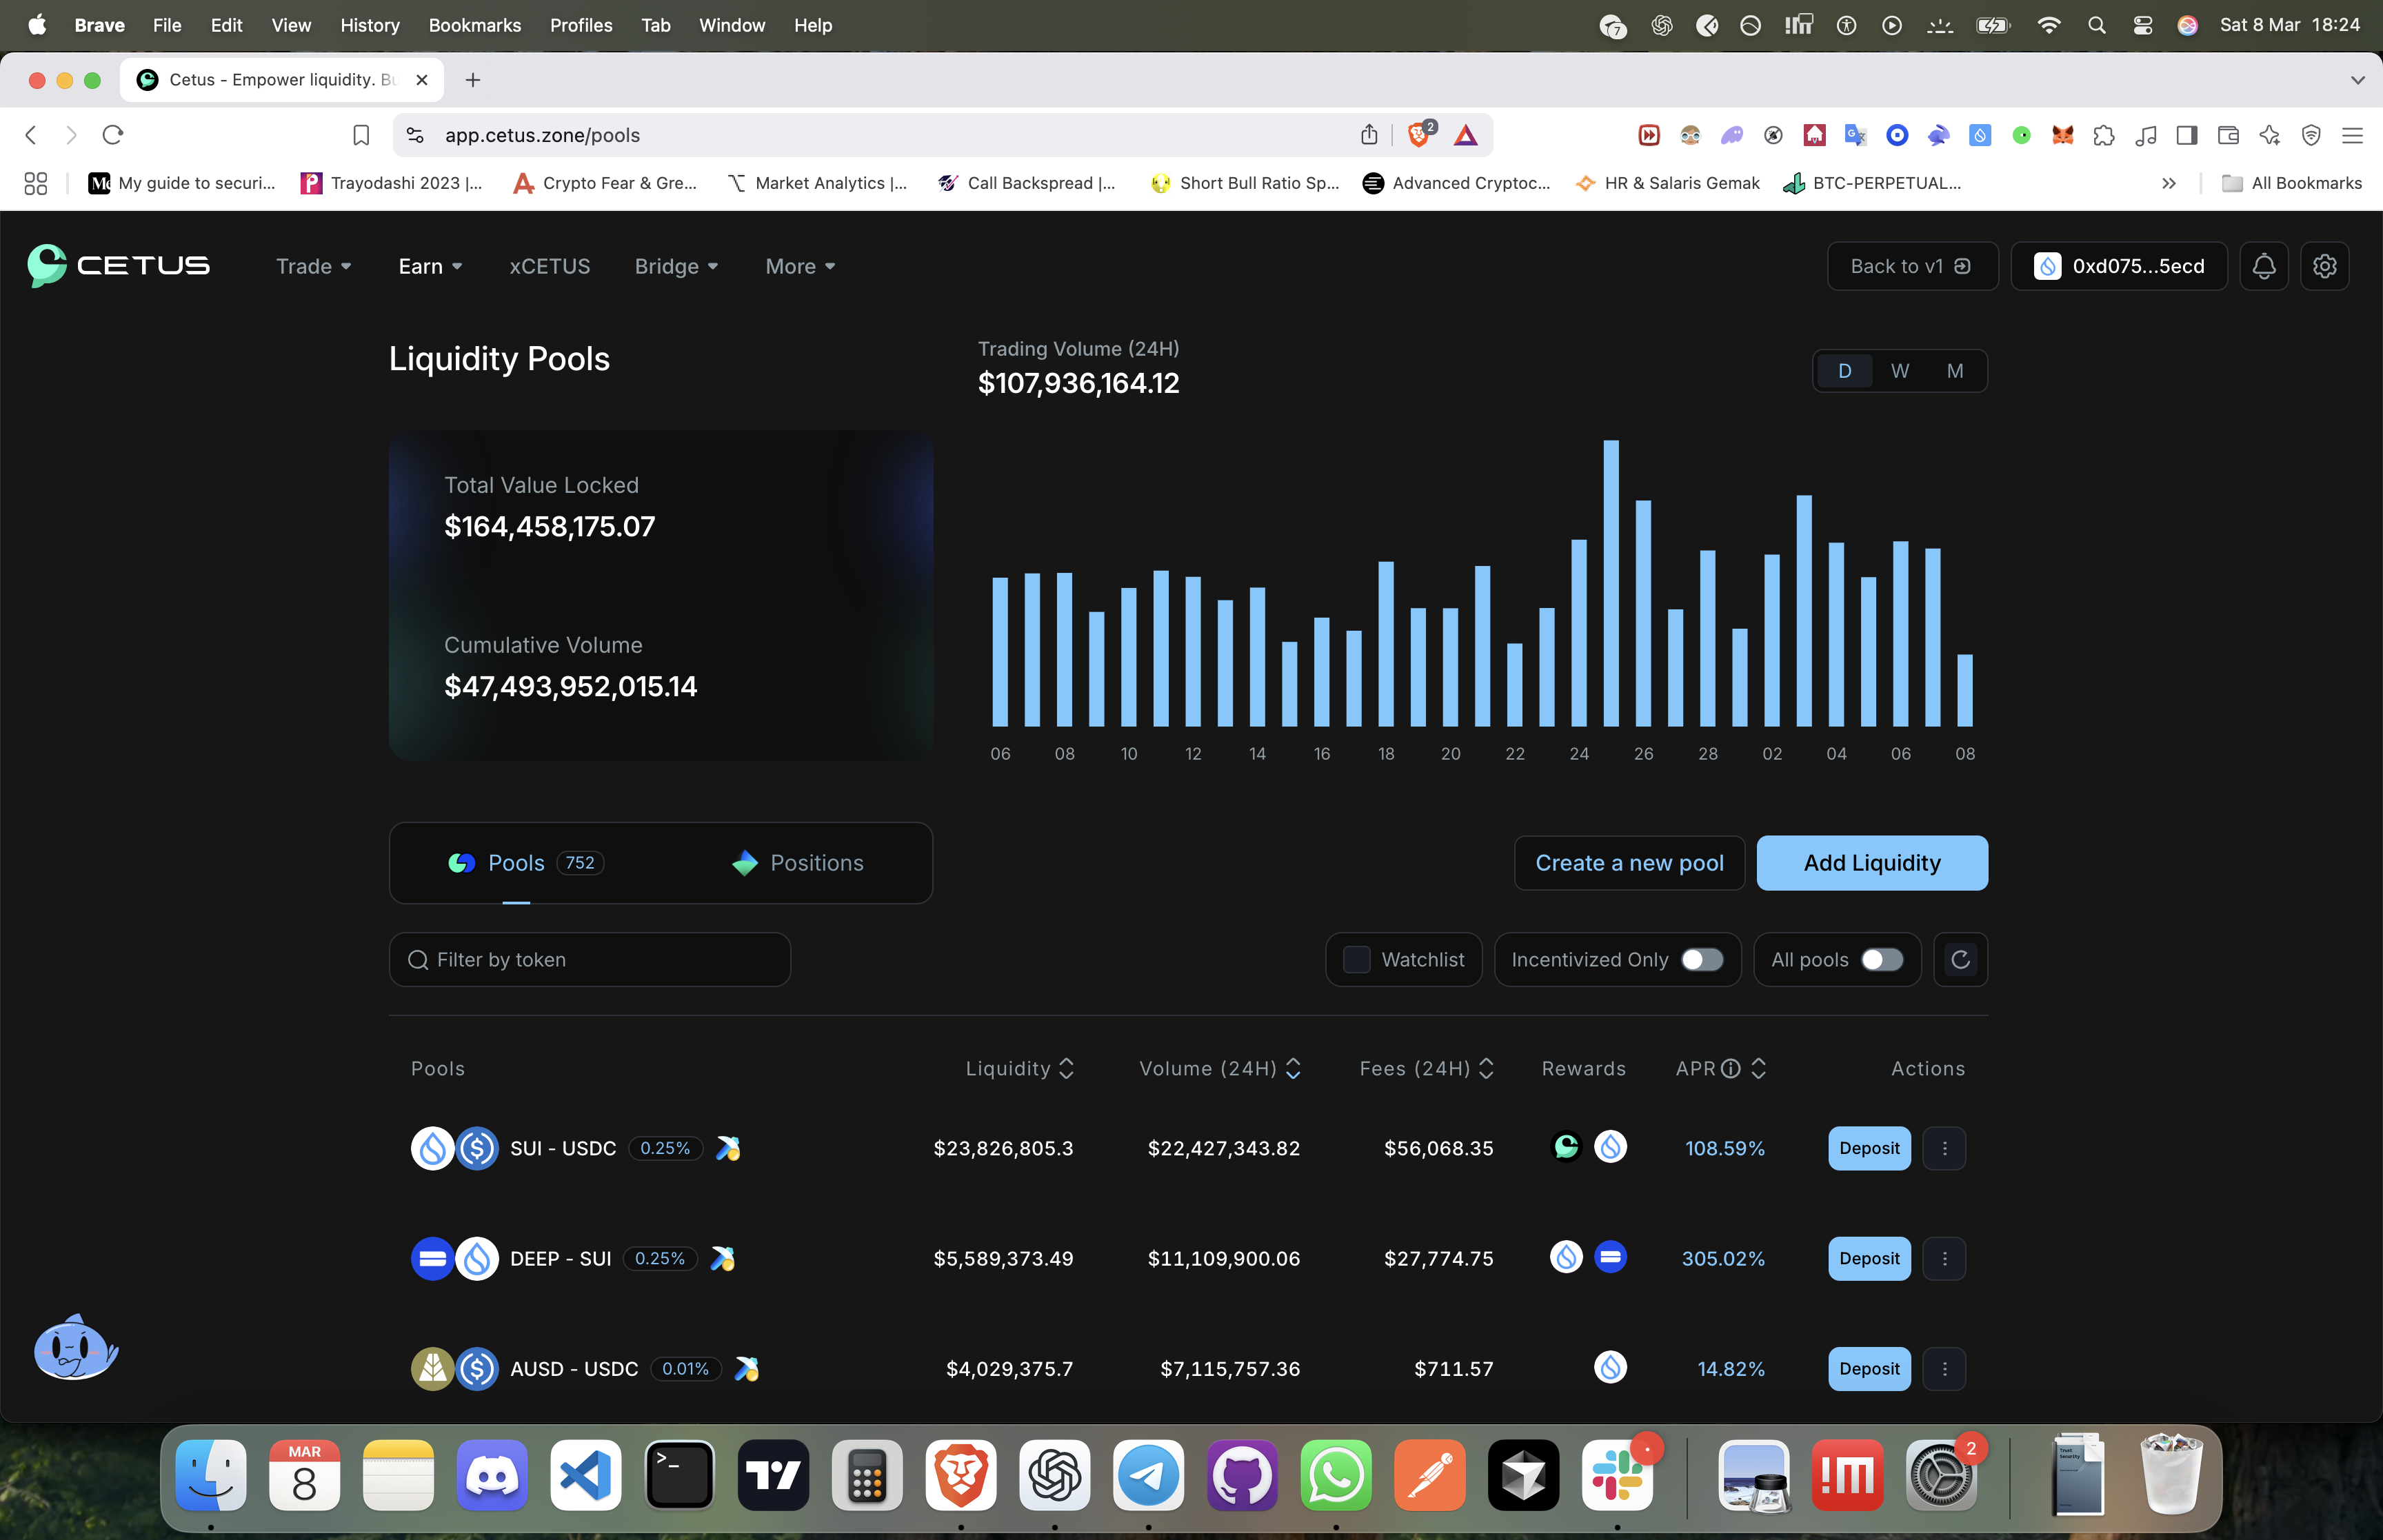 Brave File Edit View History Bookmarks Profiles Tab Window Help 7 Sat 8 Mar 18:24
Cetus - Empower liquidity. Bu
app.cetus.zone/pools 2
My guide to securi... Trayodashi 2023 |... Crypto Fear & Gre... Market Analytics |... Call Backspread |... Short Bull Ratio Sp... Advanced Cryptoc... HR & Salaris Gemak BTC-PERPETUAL... All Bookmarks
CETUS Trade Earn xCETUS Bridge More Back to v1 0xd075...5ecd
Liquidity Pools
Trading Volume (24H)
$107,936,164.12
D W M
Total Value Locked
$164,458,175.07
Cumulative Volume
$47,493,952,015.14
06 08 10 12 14 16 18 20 22 24 26 28 02 04 06 08
Pools 752 Positions Create a new pool Add Liquidity
Filter by token Watchlist Incentivized Only All pools
Pools Liquidity Volume (24H) Fees (24H) Rewards APR Actions
SUI - USDC 0.25% $23,826,805.3 $22,427,343.82 $56,068.35 108.59% Deposit
DEEP - SUI 0.25% $5,589,373.49 $11,109,900.06 $27,774.75 305.02% Deposit
AUSD - USDC 0.01% $4,029,375.7 $7,115,757.36 $711.57 14.82% Deposit
MAR
8
2